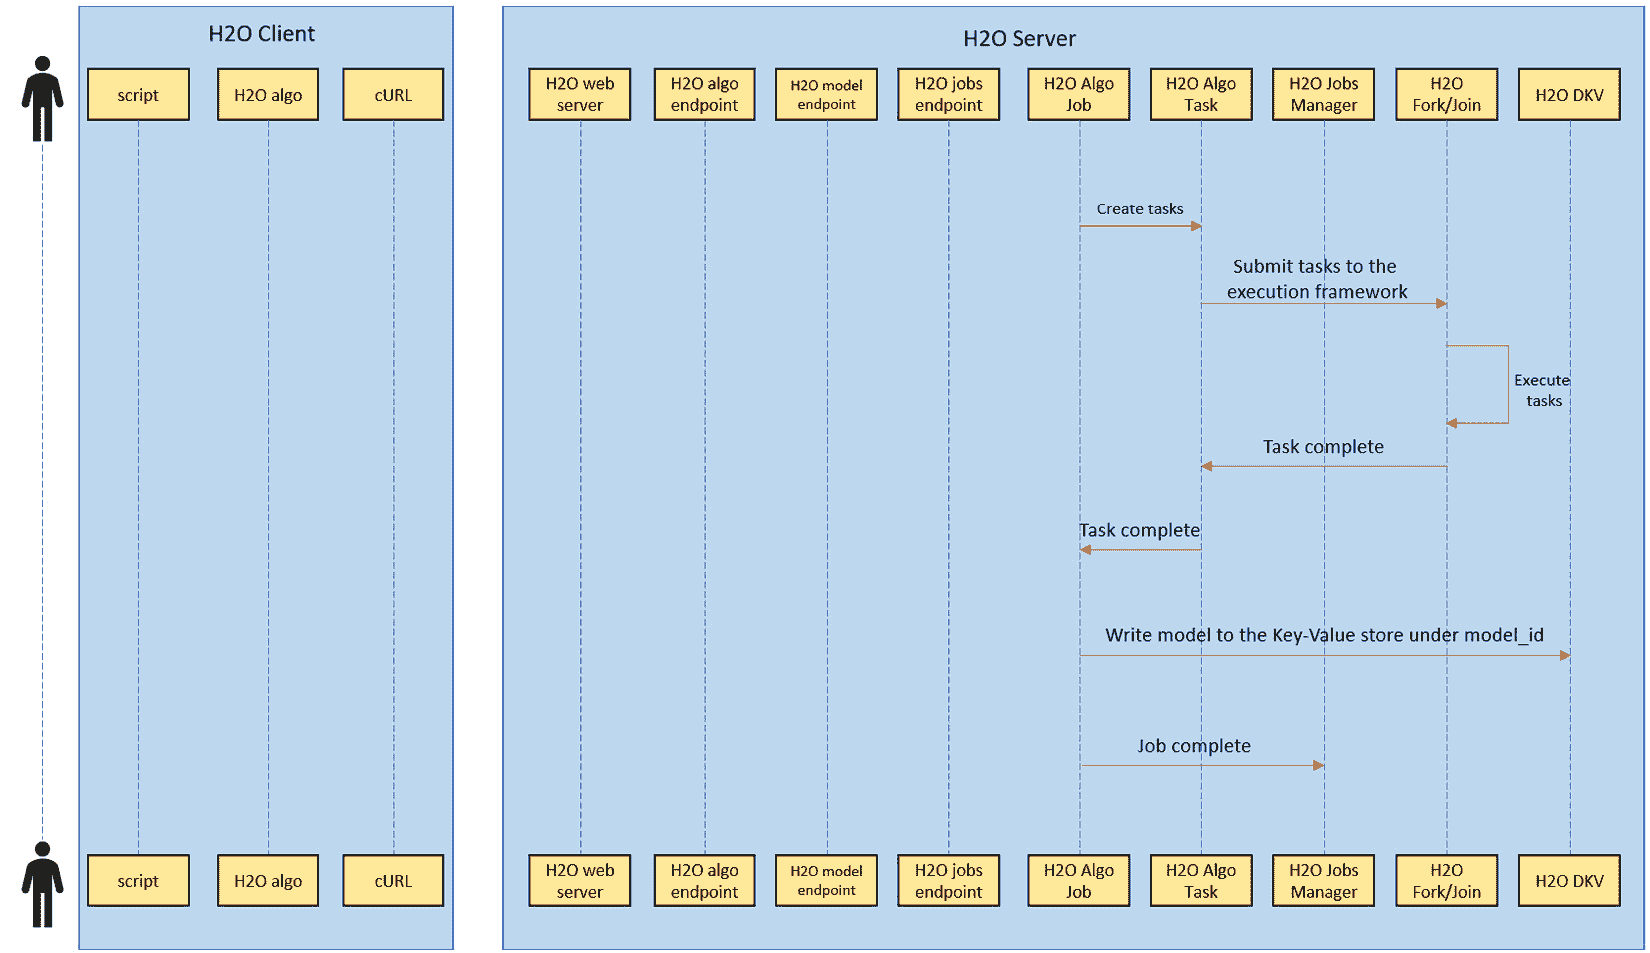 H2O Client
H2O Server
script
H2O algo
cURL
H2O web
server
H2O algo
endpoint
H2O model
endpoint
H2O jobs
endpoint
H2O Algo
Job
H2O Algo
Task
H2O Jobs
Manager
H2O
Fork/Join
H2O DKV
Create tasks
Submit tasks to the
execution framework
Execute
tasks
Task complete
Task complete
Write model to the Key-Value store under model_id
Job complete
script
H2O algo
cURL
H2O web
server
H2O algo
endpoint
H2O model
endpoint
H2O jobs
endpoint
H2O Algo
Job
H2O Algo
Task
H2O Jobs
Manager
H2O
Fork/Join
H2O DKV